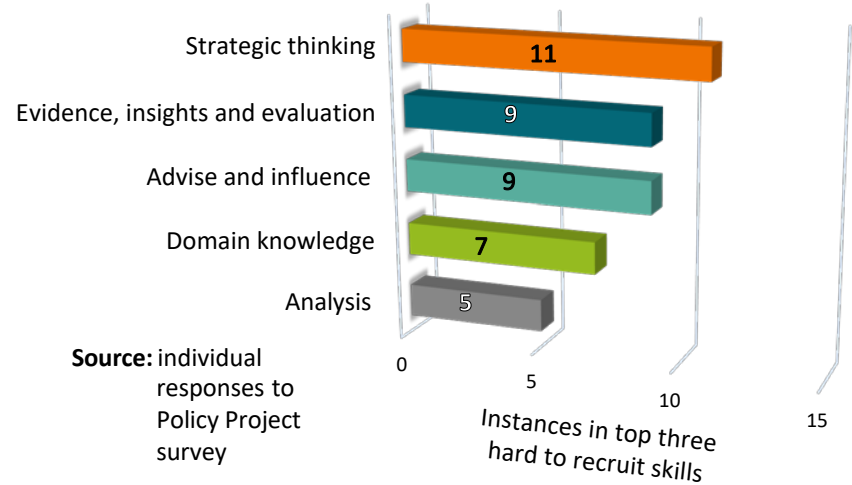 Strategic thinking
11
Evidence, insights and evaluation
9
Advise and influence
9
Domain knowledge
7
Analysis
5
0
5
10
15
Source: individual
responses to
Policy Project
survey
Instances in top three
hard to recruit skills